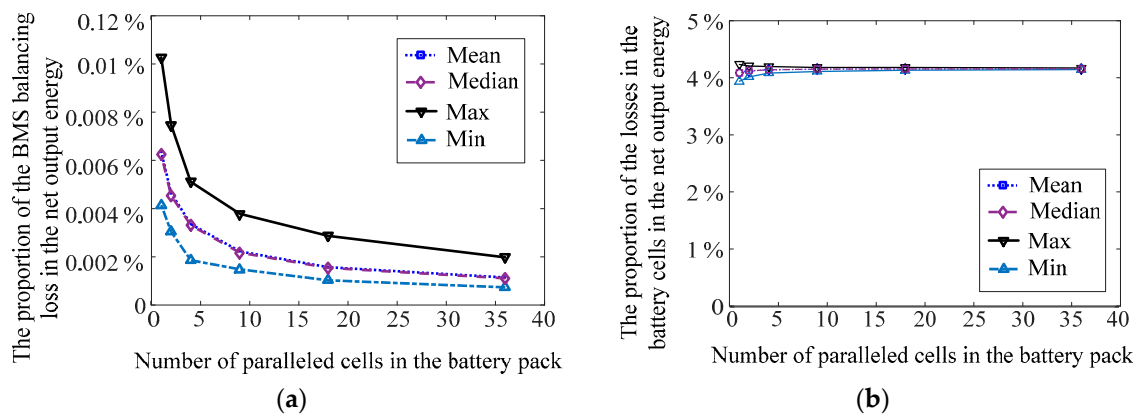 The proportion of the BMS balancing
loss in the net output energy
0.12 %
0.01 %
0.008 %
0.006 %
0.004 %
0.002 %
0
0 5 10 15 20 25 30 35 40
Mean
Median
Max
Min
Number of paralleled cells in the battery pack
(a)
The proportion of the losses in the
battery cells in the net output energy
5 %
4 %
3 %
2 %
1 %
0
0 5 10 15 20 25 30 35 40
Mean
Median
Max
Min
Number of paralleled cells in the battery pack
(b)